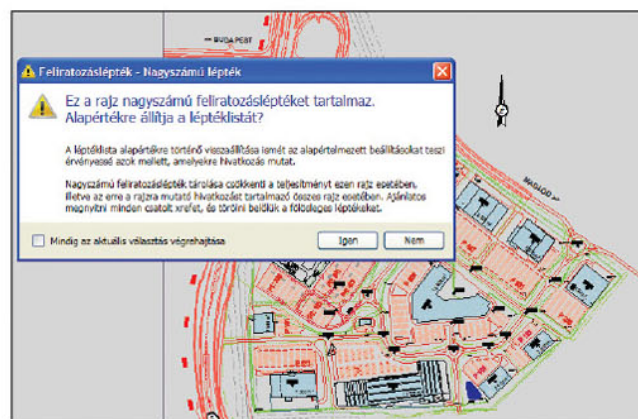 BUDAPEST
Feliratozáslépték - Nagyszámú lépték
Ez a rajz nagyszámú feliratozásléptéket tartalmaz.
Alapértékre állítja a léptéklistát?
A léptéklista alapértékre történő visszaállítása ismét az alapértelmezett beállításokat teszi
érvényessé azok mellett, amelyekre hivatkozás mutat.
Nagyszámú feliratozáslépték tárolása csökkenti a teljesítményt ezen rajz esetében,
illetve az erre a rajzra mutató hivatkozást tartalmazó összes rajz esetében. Ajánlatos
megnyitni minden csatolt xrefet, és törölni belőlük a fölösleges léptékeket.
Mindig az aktuális választás végrehajtása
Igen
Nem